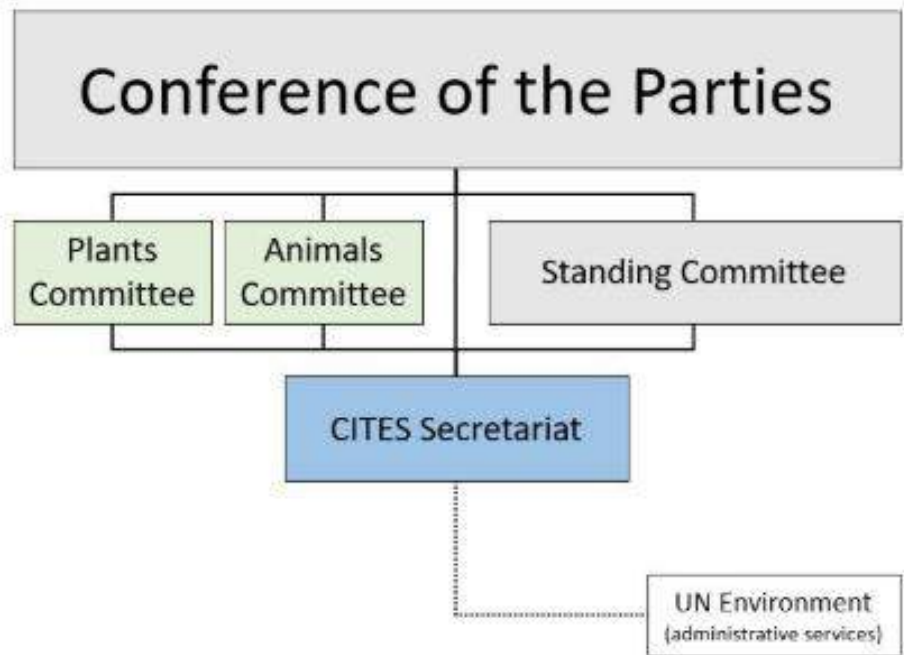 Conference of the Parties
Plants
Committee
Animals
Committee
Standing Committee
CITES Secretariat
UN Environment
(administrative services)